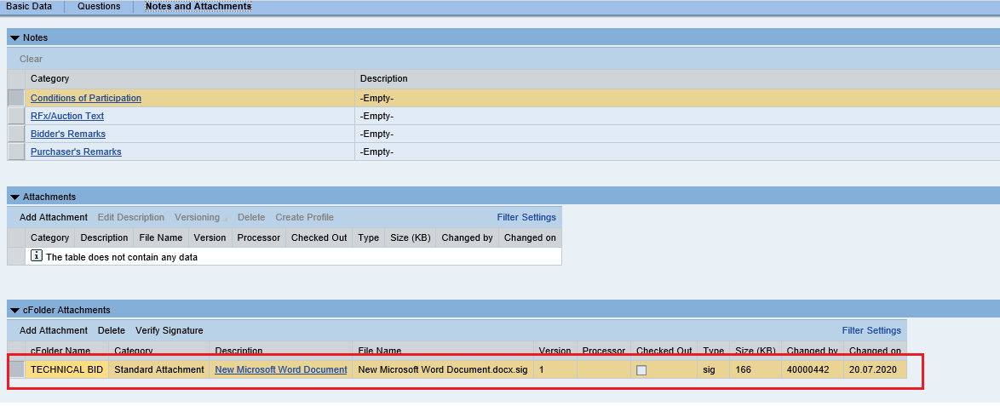 Basic Data Questions Notes and Attachments
Notes
Clear
Category Description
Conditions of Participation -Empty-
RFx/Auction Text -Empty-
Bidder's Remarks -Empty-
Purchaser's Remarks -Empty-
Attachments
Add Attachment Edit Description Versioning Delete Create Profile Filter Settings
Category Description File Name Version Processor Checked Out Type Size (KB) Changed by Changed on
The table does not contain any data
cFolder Attachments
Add Attachment Delete Verify Signature Filter Settings
cFolder Name Category Description File Name Version Processor Checked Out Type Size (KB) Changed by Changed on
TECHNICAL BID Standard Attachment New Microsoft Word Document New Microsoft Word Document.docx.sig 1 sig 166 40000442 20.07.2020